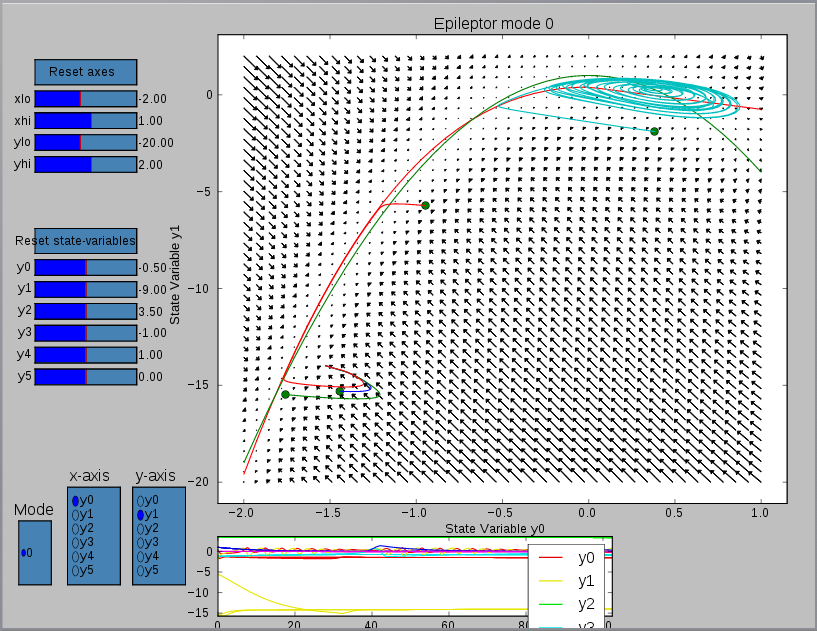 Epileptor mode 0
Reset axes
xlo -2.00
xhi 1.00
ylo -20.00
yhi 2.00
Reset state-variables
y0 -0.50
y1 -9.00
y2 3.50
y3 -1.00
y4 1.00
y5 0.00
State Variable y1
0
−5
−10
−15
−20
−2.0 −1.5 −1.0 −0.5 0.0 0.5 1.0
State Variable y0
Mode
0
x-axis
y0
y1
y2
y3
y4
y5
y-axis
y0
y1
y2
y3
y4
y5
0
−5
−10
−15
0 20 40 60
y0
y1
y2